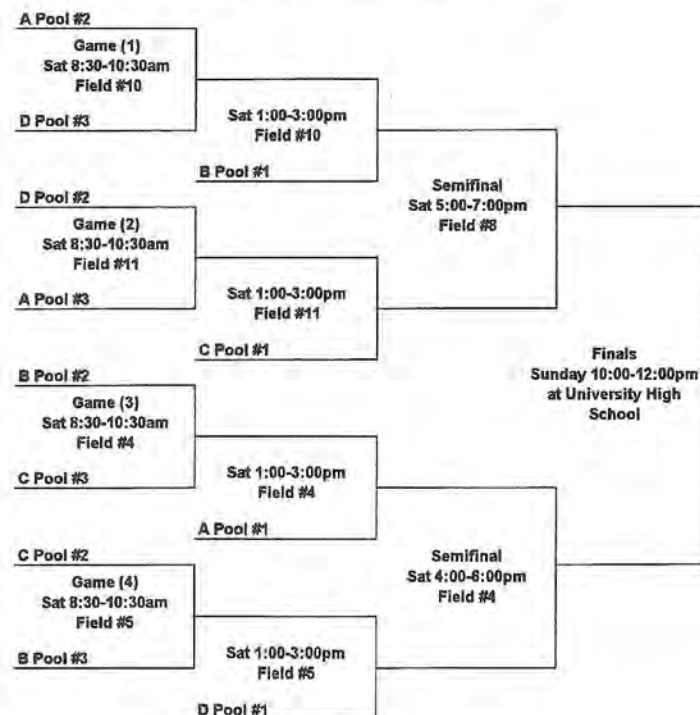 A Pool #2
Game (1)
Sat 8:30-10:30am
Field #10
D Pool #3
Sat 1:00-3:00pm
Field #10
B Pool #1
Semifinal
Sat 5:00-7:00pm
Field #8
D Pool #2
Game (2)
Sat 8:30-10:30am
Field #11
A Pool #3
Sat 1:00-3:00pm
Field #11
C Pool #1
Finals
Sunday 10:00-12:00pm
at University High
School
B Pool #2
Game (3)
Sat 8:30-10:30am
Field #4
C Pool #3
Sat 1:00-3:00pm
Field #4
A Pool #1
Semifinal
Sat 4:00-6:00pm
Field #4
C Pool #2
Game (4)
Sat 8:30-10:30am
Field #5
B Pool #3
Sat 1:00-3:00pm
Field #5
D Pool #1